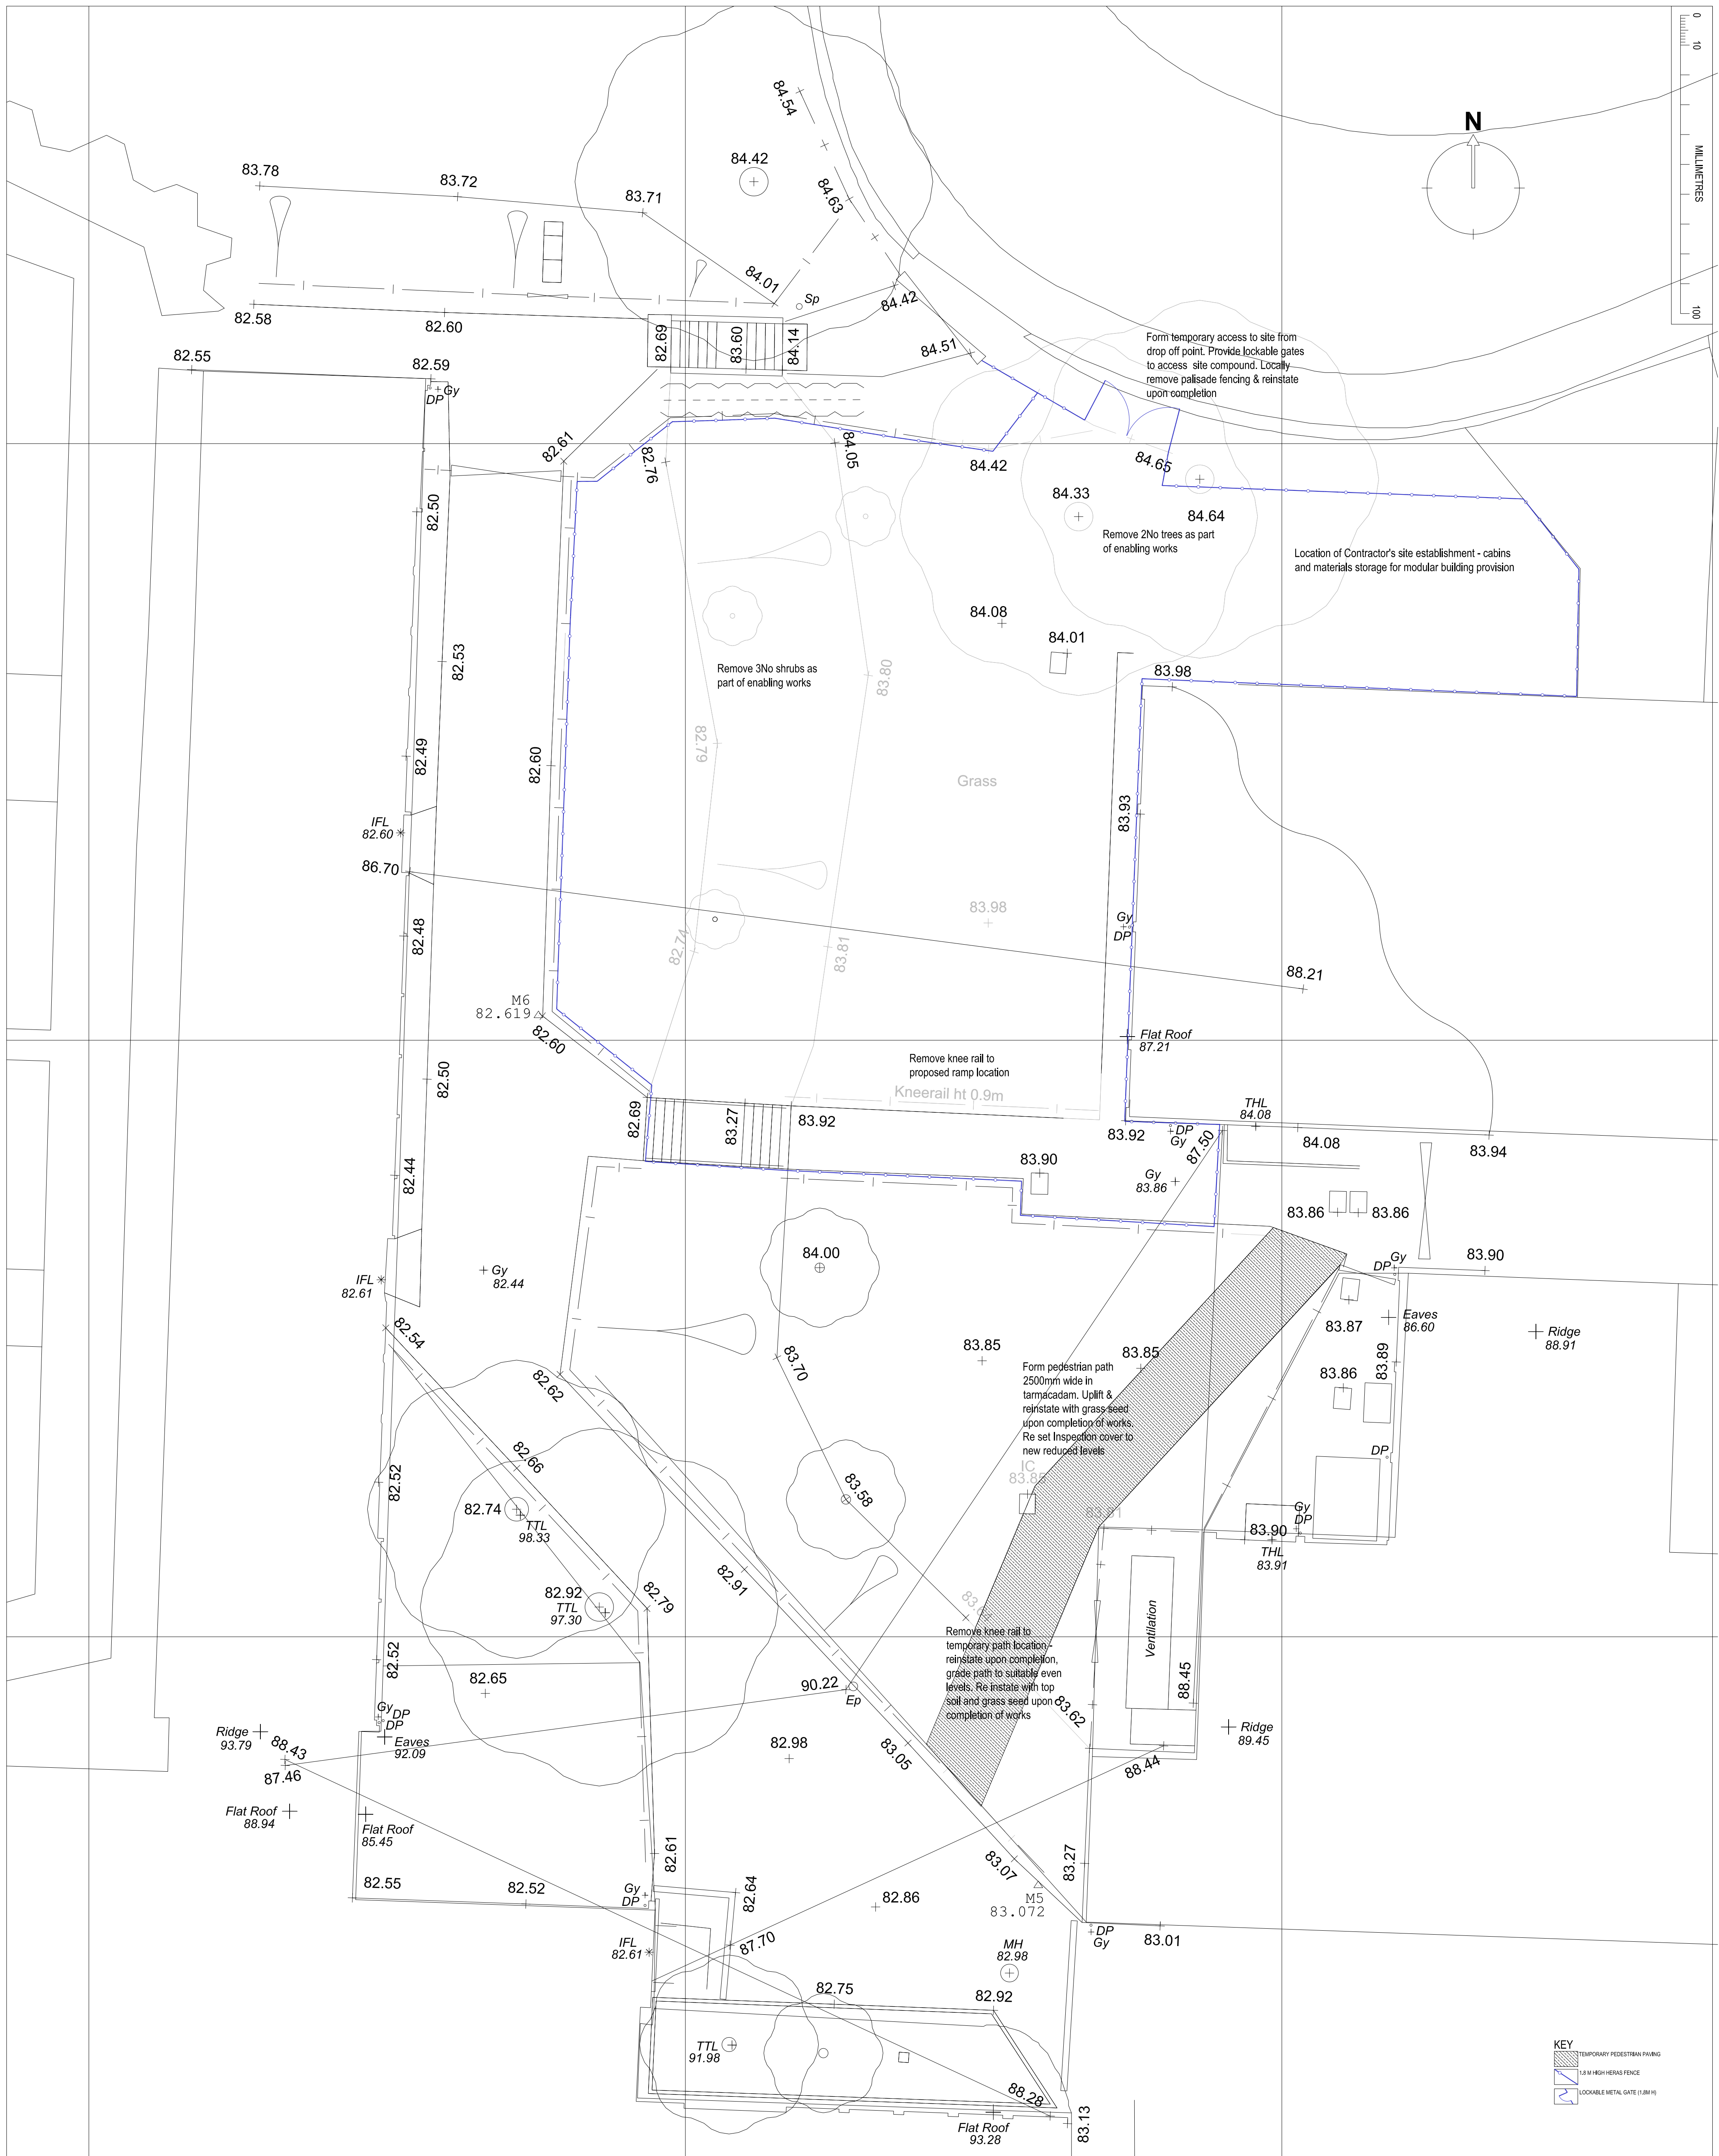 0
10
100
MILLIMETRES
N
84.54
84.42
83.78
83.72
83.71
84.63
84.01
Sp
84.42
82.58
82.60
82.69
83.60
84.14
84.51
Form temporary access to site from
drop off point. Provide lockable gates
to access site compound. Locally
remove palisade fencing & reinstate
upon completion
82.55
82.59
Gy
DP
82.61
82.76
84.05
84.42
84.65
84.33
84.64
82.50
Remove 2No trees as part
of enabling works
Location of Contractor's site establishment - cabins
and materials storage for modular building provision
84.08
84.01
82.53
Remove 3No shrubs as
part of enabling works
83.80
83.98
82.79
82.49
82.60
Grass
83.93
IFL
82.60
86.70
82.48
83.98
Gy
DP
82.74
83.81
88.21
M6
82.619
82.60
Flat Roof
87.21
82.50
Remove knee rail to
proposed ramp location
Kneerail ht 0.9m
82.69
83.27
83.92
THL
84.08
83.92
DP
Gy
87.50
84.08
83.94
82.44
83.90
Gy
83.86
83.86
83.86
84.00
Gy
82.44
IFL
82.61
Gy
DP
83.90
82.54
83.87
Eaves
86.60
Ridge
88.91
83.70
83.85
83.85
83.89
82.62
Form pedestrian path
2500mm wide in
tarmacadam. Uplift &
reinstate with grass seed
upon completion of works.
Re set Inspection cover to
new reduced levels
83.86
DP
IC
83.85
82.66
82.52
82.74
TTL
98.33
83.58
83.81
Gy
DP
83.90
THL
83.91
82.91
82.92
TTL
97.30
82.79
Remove knee rail to
temporary path location -
reinstate upon completion,
grade path to suitable even
levels. Re instate with top
soil and grass seed upon
completion of works
Ventilation
82.52
82.65
90.22
Ep
83.62
88.45
Gy
DP
DP
Ridge
93.79
Eaves
92.09
88.43
87.46
82.98
83.05
Ridge
89.45
88.44
Flat Roof
88.94
Flat Roof
85.45
82.61
83.07
83.27
82.55
82.52
Gy
DP
82.64
82.86
M5
83.072
IFL
82.61
87.70
MH
82.98
DP
Gy
83.01
82.75
82.92
TTL
91.98
88.28
Flat Roof
93.28
83.13
KEY
TEMPORARY PEDESTRIAN PAVING
1.8 M HIGH HERAS FENCE
LOCKABLE METAL GATE (1.8M H)